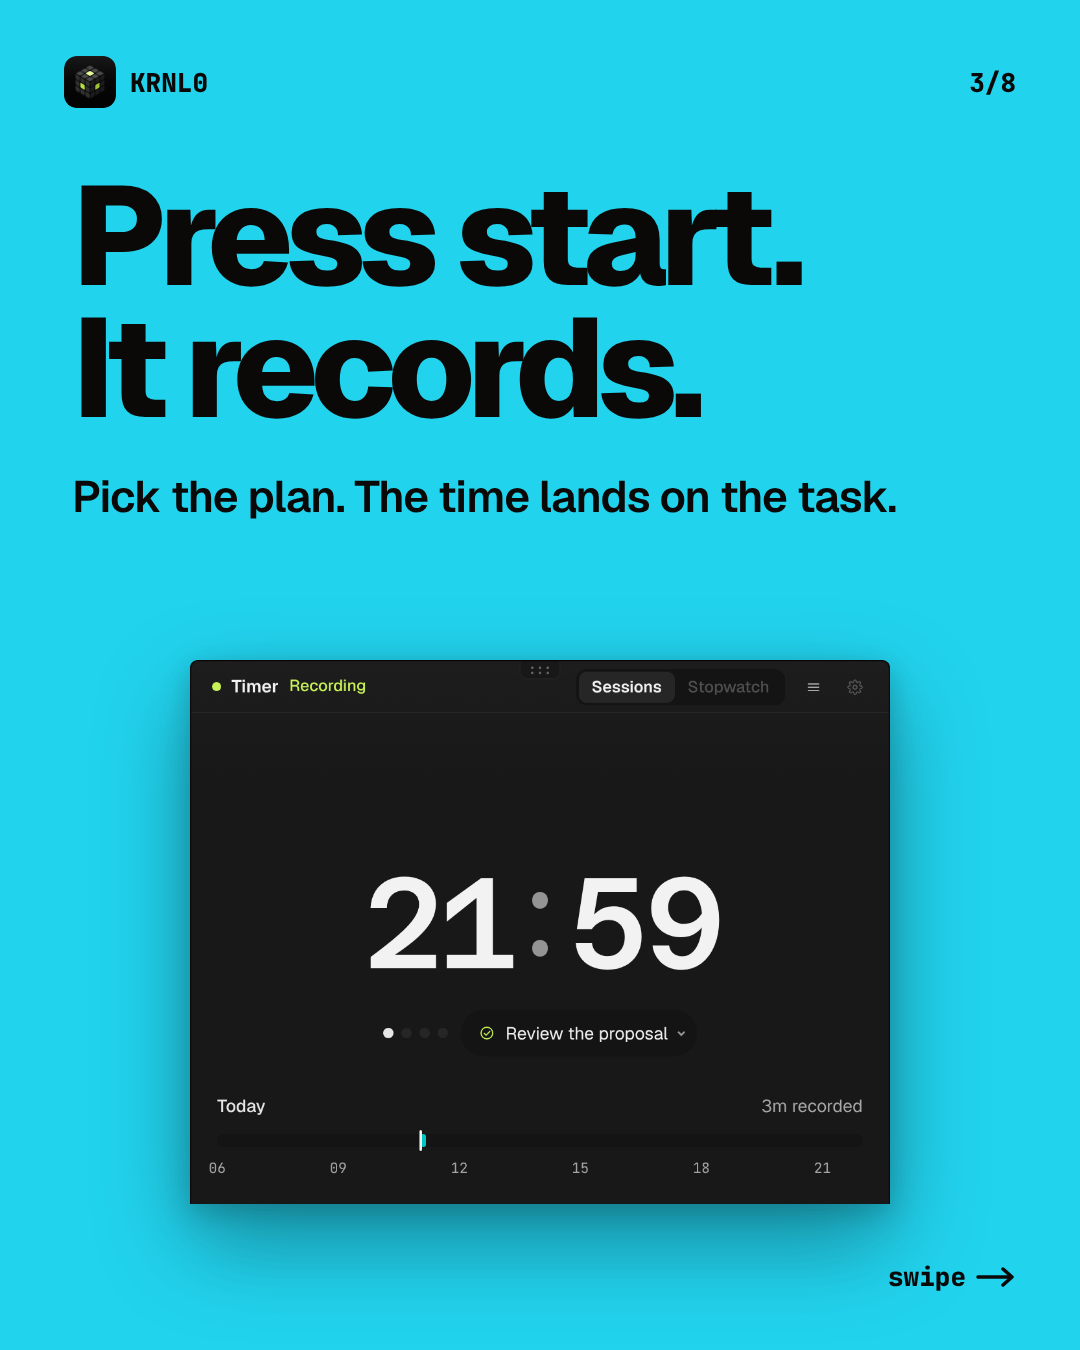 KRNL0
3/8
Press start.
It records.
Pick the plan. The time lands on the task.
Timer Recording
Sessions Stopwatch
21:59
Review the proposal
Today
3m recorded
06 09 12 15 18 21
swipe →